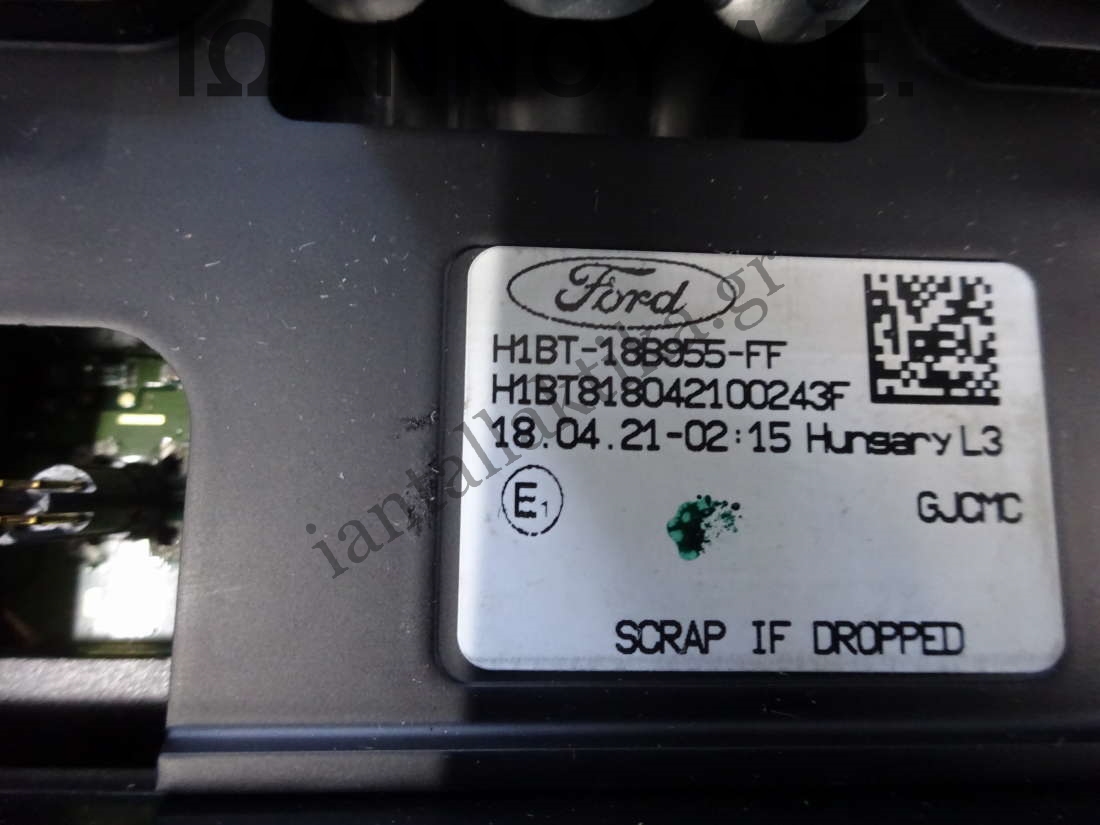 ΙΩΑΝΝΟΥ Α.Ε.
Ford
H1BT-18B955-FF
H1BT818042100243F
18.04.21-02:15 Hungary L3
E1
GJCMC
SCRAP IF DROPPED
iantallaktika.gr